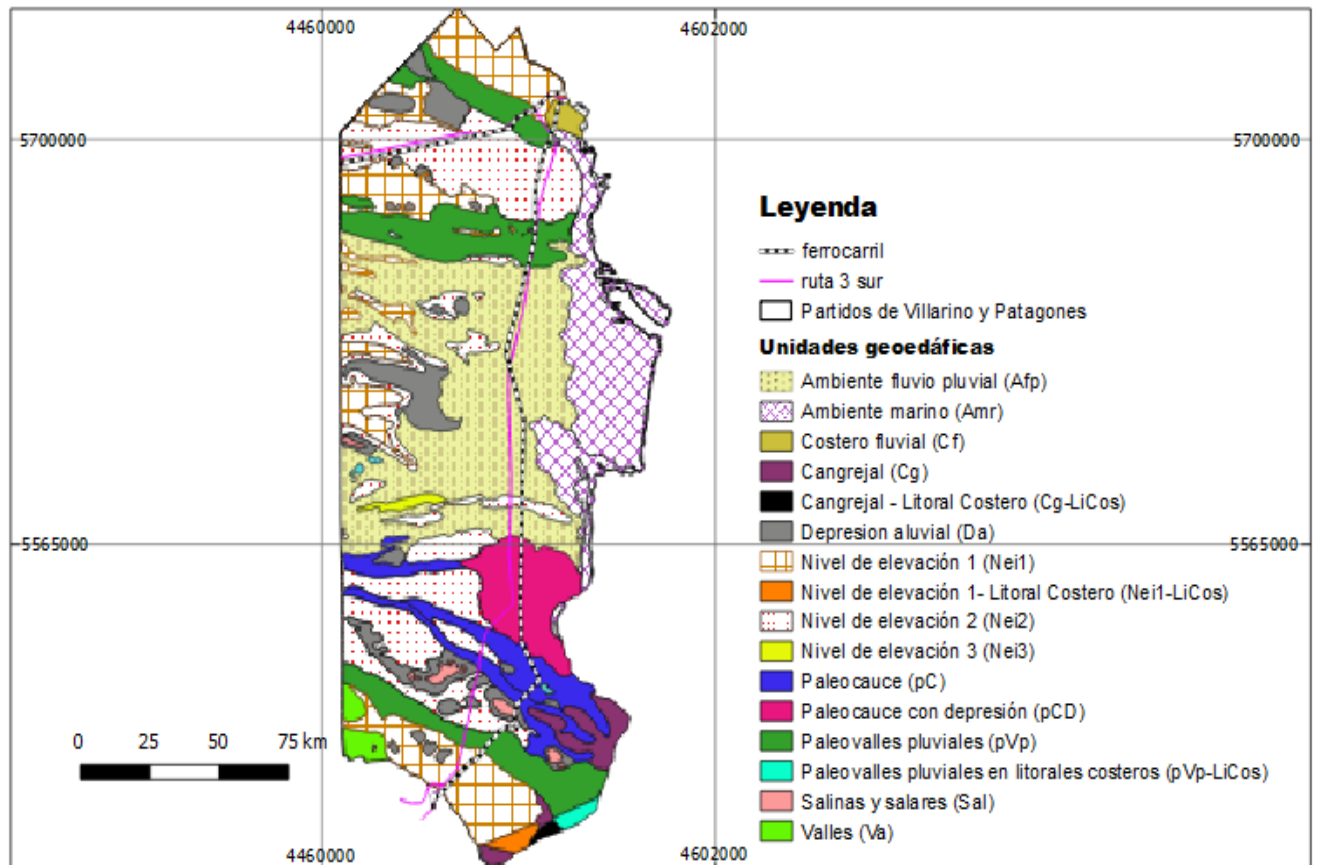 4460000
4602000
5700000
5700000
Leyenda
ferrocarril
ruta 3 sur
Partidos de Villarino y Patagones
Unidades geoedáficas
Ambiente fluvio pluvial (Afp)
Ambiente marino (Amr)
Costero fluvial (Cf)
Cangrejal (Cg)
Cangrejal - Litoral Costero (Cg-LiCos)
Depresion aluvial (Da)
5565000
5565000
Nivel de elevación 1 (Nei1)
Nivel de elevación 1- Litoral Costero (Nei1-LiCos)
Nivel de elevación 2 (Nei2)
Nivel de elevación 3 (Nei3)
Paleocauce (pC)
Paleocauce con depresión (pCD)
Paleovalles pluviales (pVp)
Paleovalles pluviales en litorales costeros (pVp-LiCos)
Salinas y salares (Sal)
Valles (Va)
0 25 50 75 km
4460000
4602000